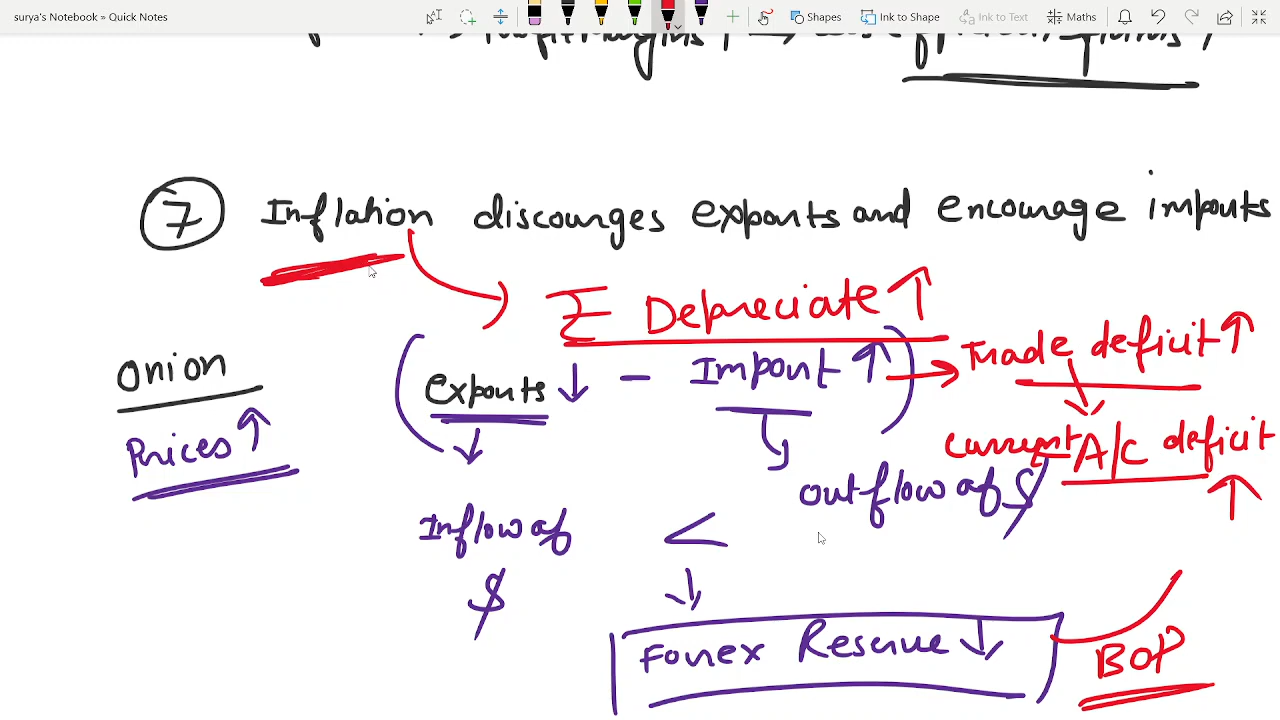 surya's Notebook » Quick Notes
Shapes Ink to Shape Ink to Text Maths
7 Inflation discourges exports and encourage imports
₹ Depreciate ↑
Onion
Prices ↑
(Exports ↓ - Import ↑) → Trade deficit ↑
Current A/C deficit ↑
Inflow of $ < Outflow of $
Forex Reserve ↓
BOP